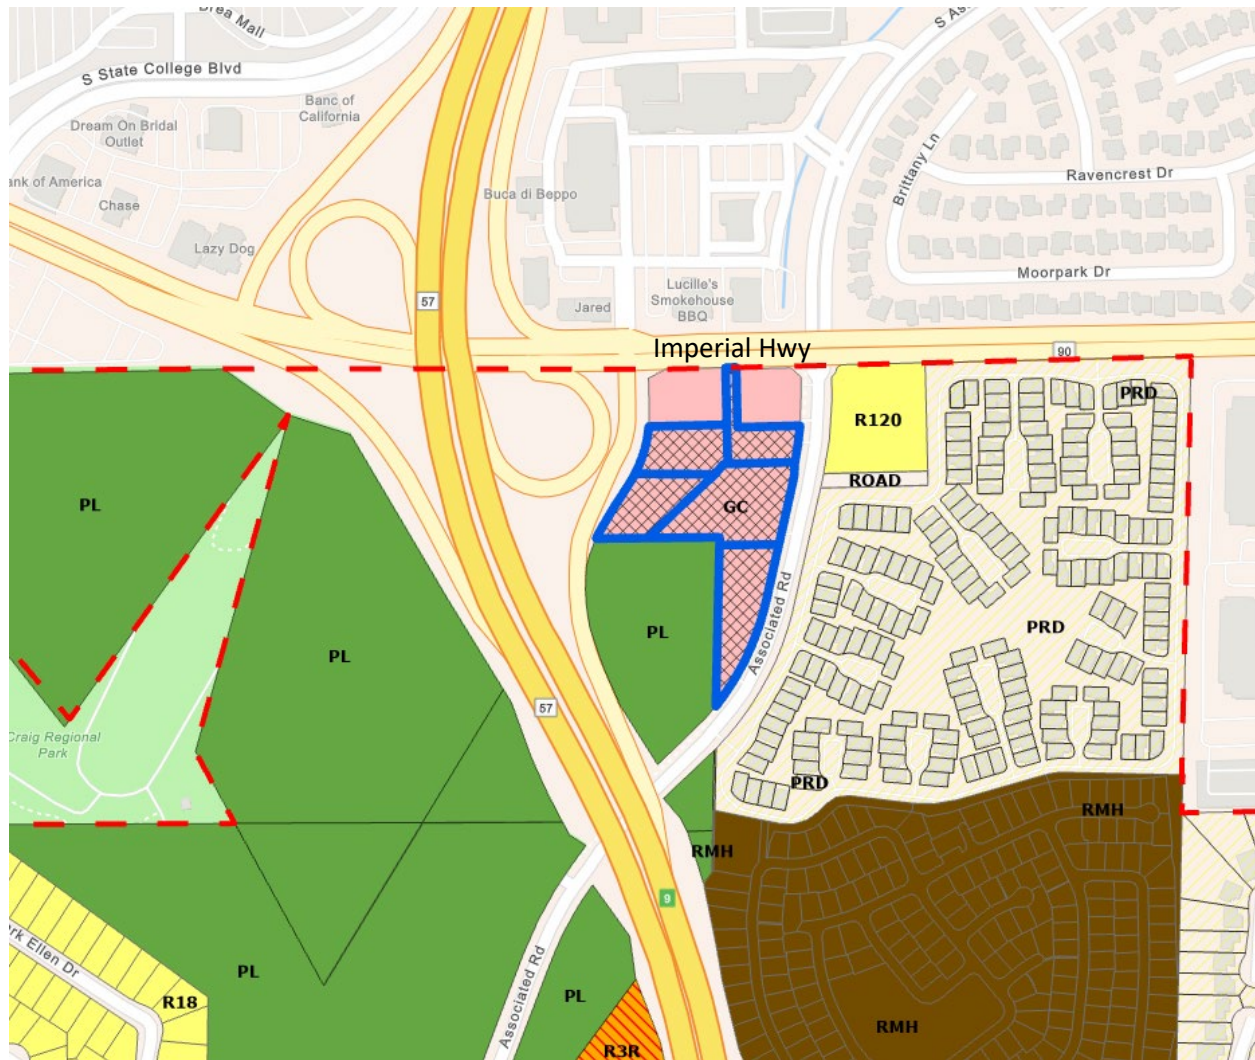 Brea Mall
S State College Blvd
Banc of
California
Dream On Bridal
Outlet
Bank of America
Chase
Lazy Dog
57
Buca di Beppo
Jared
Lucille's
Smokehouse
BBQ
Brittany Ln
Ravencrest Dr
Moorpark Dr
Imperial Hwy
90
PRD
R120
ROAD
PL
GC
PL
PL
Associated Rd
PRD
57
Craig Regional
Park
PRD
RMH
RMH
9
PL
Associated Rd
PL
R18
Ellen Dr
R3R
RMH